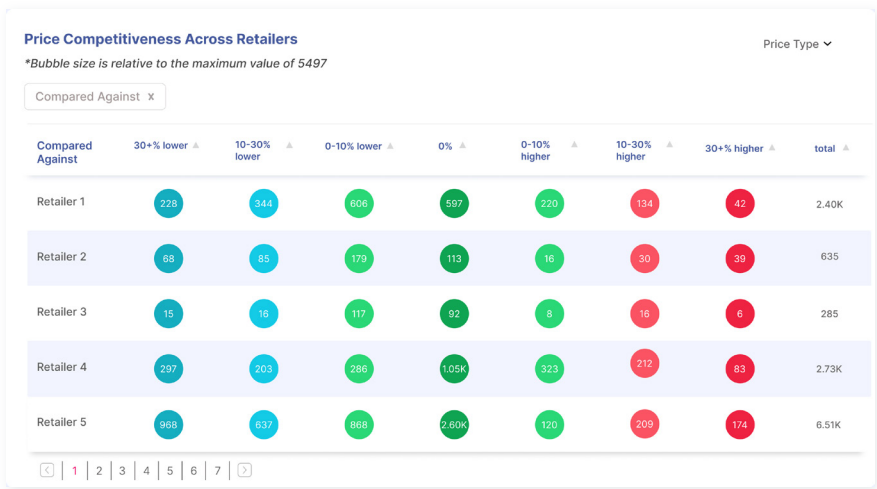 Price Competitiveness Across Retailers
Price Type
*Bubble size is relative to the maximum value of 5497
Compared Against x
Compared Against 30+% lower 10-30% lower 0-10% lower 0% 0-10% higher 10-30% higher 30+% higher total
Retailer 1 228 344 606 597 220 134 42 2.40K
Retailer 2 68 85 179 113 16 30 39 635
Retailer 3 15 16 117 92 8 16 6 285
Retailer 4 297 203 286 1.05K 323 212 83 2.73K
Retailer 5 968 637 868 2.60K 120 209 174 6.51K
1 2 3 4 5 6 7